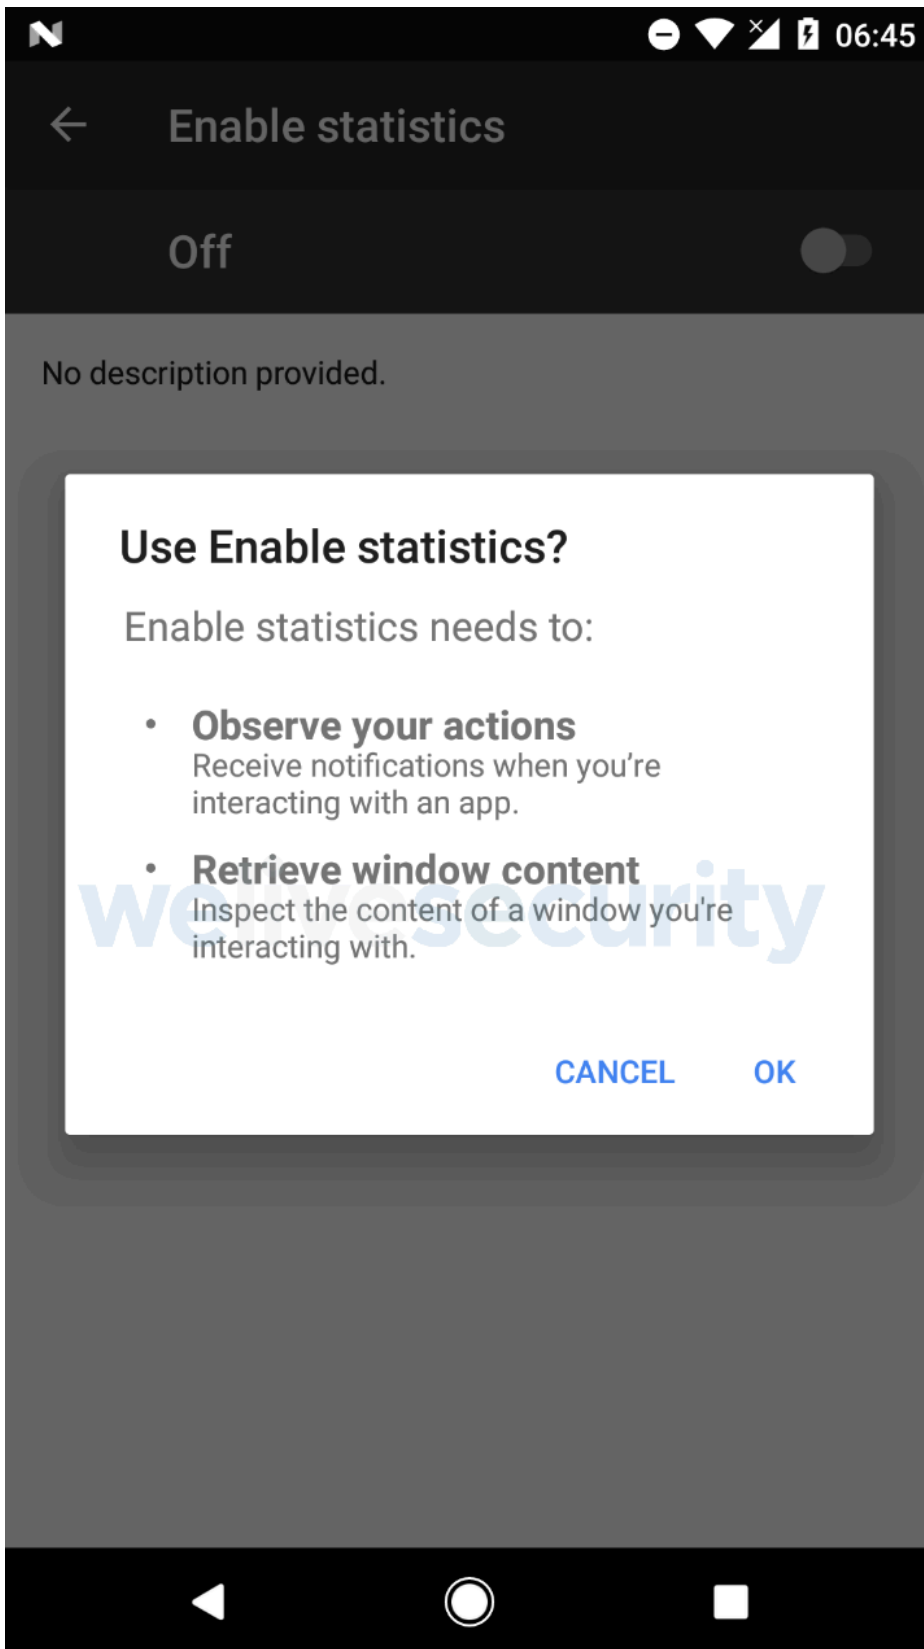 06:45
Enable statistics
Off
No description provided.
Use Enable statistics?
Enable statistics needs to:
• Observe your actions
Receive notifications when you're
interacting with an app.
• Retrieve window content
Inspect the content of a window you're
interacting with.
welivesecurity
CANCEL OK